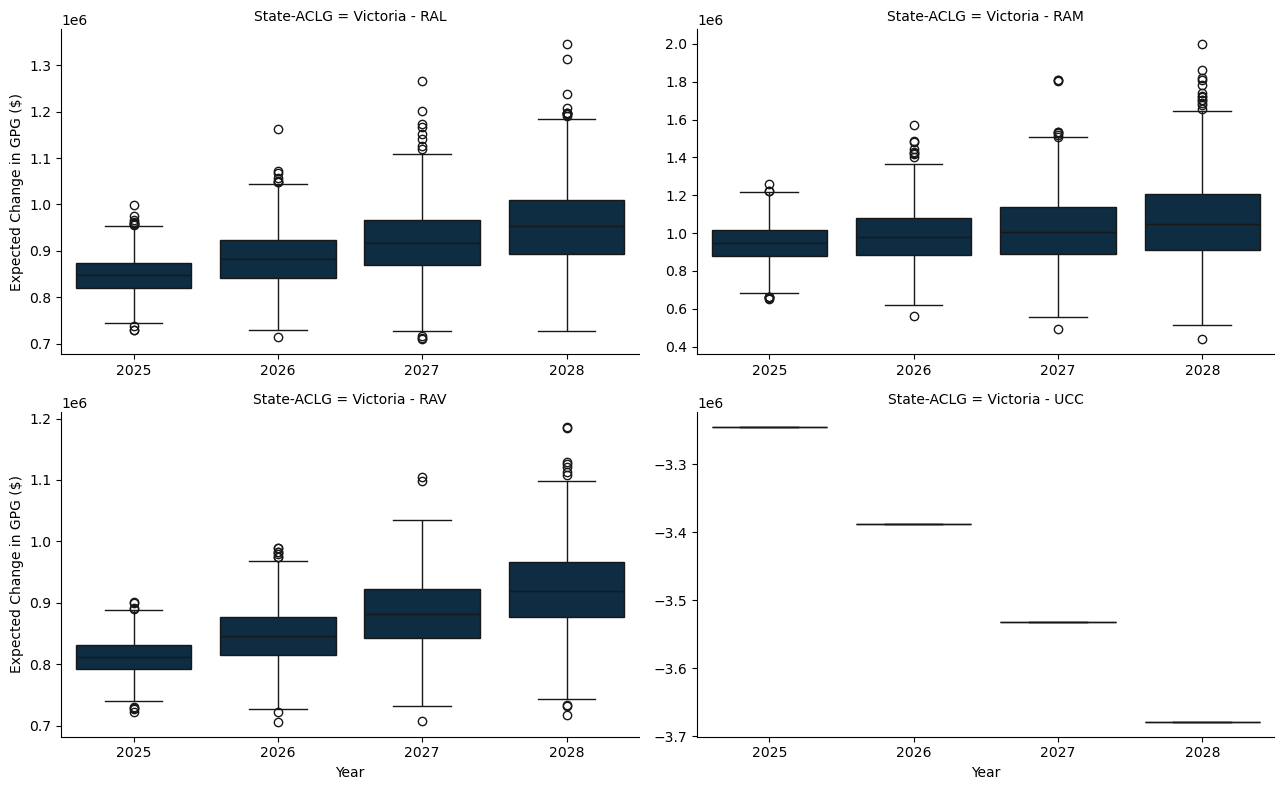 State-ACLG = Victoria - RAL
1e6
Expected Change in GPG ($)
1.3
1.2
1.1
1.0
0.9
0.8
0.7
2025 2026 2027 2028
State-ACLG = Victoria - RAM
1e6
2.0
1.8
1.6
1.4
1.2
1.0
0.8
0.6
0.4
2025 2026 2027 2028
State-ACLG = Victoria - RAV
1e6
Expected Change in GPG ($)
1.2
1.1
1.0
0.9
0.8
0.7
2025 2026 2027 2028
Year
State-ACLG = Victoria - UCC
1e6
−3.3
−3.4
−3.5
−3.6
−3.7
2025 2026 2027 2028
Year